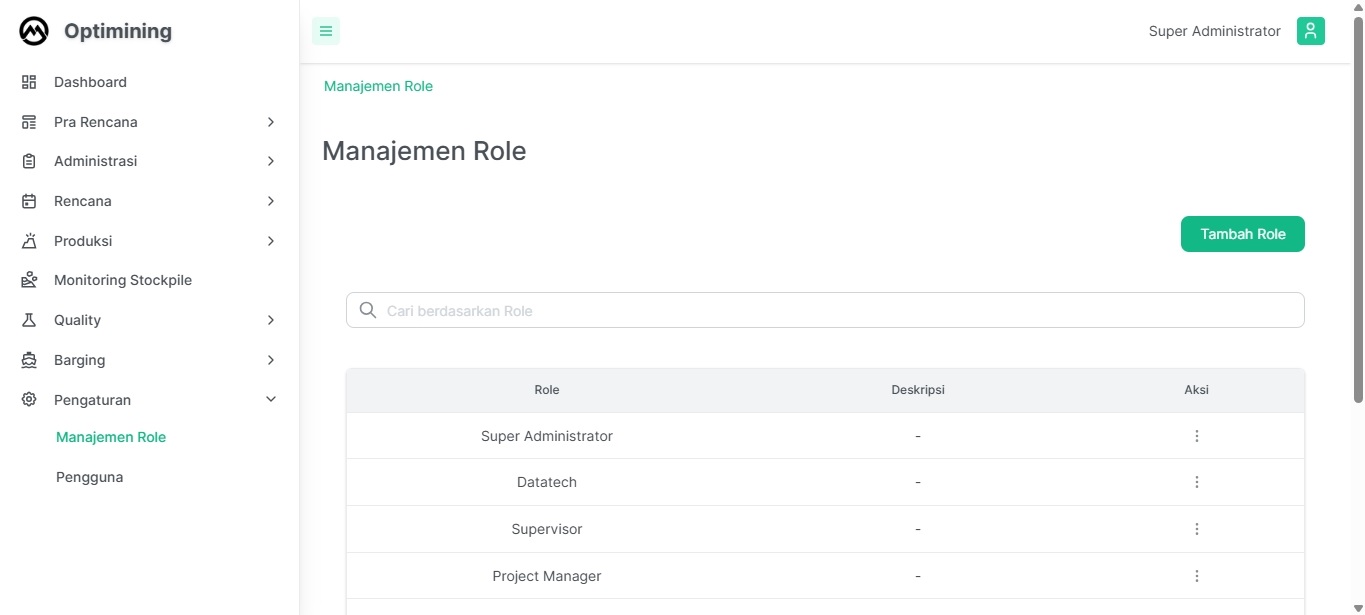 Optimining
Super Administrator
Dashboard
Pra Rencana
Administrasi
Rencana
Produksi
Monitoring Stockpile
Quality
Barging
Pengaturan
Manajemen Role
Pengguna
Manajemen Role
Manajemen Role
Tambah Role
Cari berdasarkan Role
Role Deskripsi Aksi
Super Administrator -
Datatech -
Supervisor -
Project Manager -